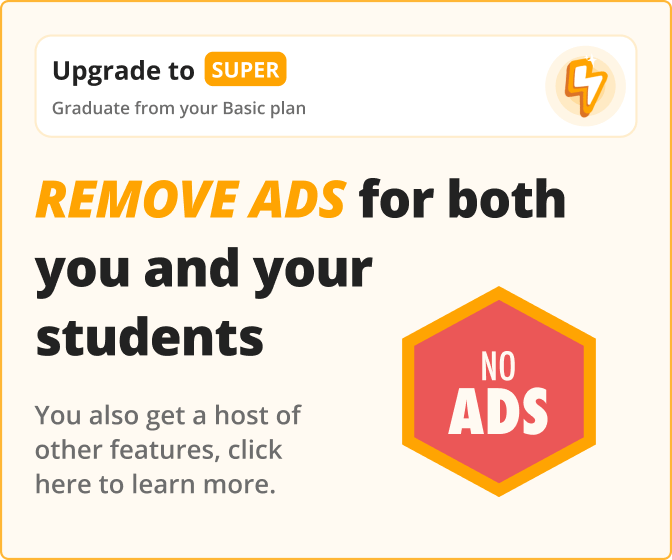 Upgrade to SUPER
Graduate from your Basic plan
REMOVE ADS for both
you and your
students
You also get a host of
other features, click
here to learn more.
NO
ADS